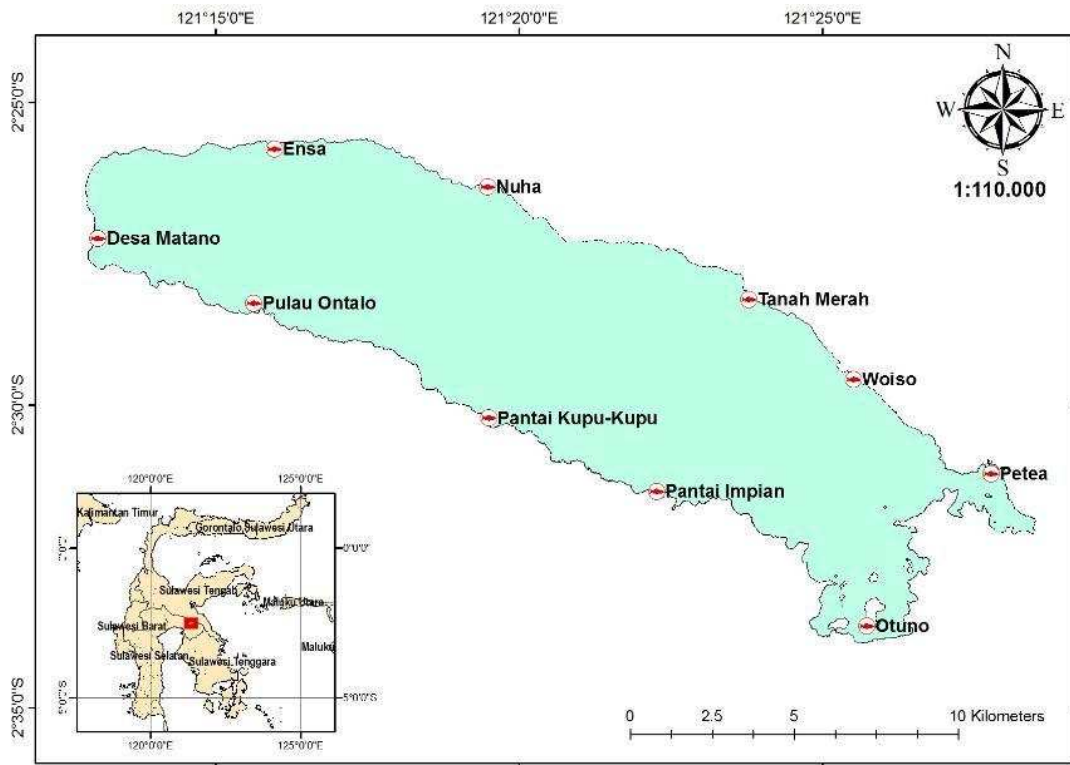 121°15'0"E 121°20'0"E 121°25'0"E
2°25'0"S
N
W E
S
1:110.000
Ensa
Nuha
Desa Matano
Pulau Ontalo
Tanah Merah
Woiso
2°30'0"S
Pantai Kupu-Kupu
Petea
Pantai Impian
Otuno
2°35'0"S
0 2.5 5 10 Kilometers
120°0'0"E 125°0'0"E
Kalimantan Timur
Gorontalo Sulawesi Utara
0°0'0"
Sulawesi Tengah
Maluku Utara
Sulawesi Barat
Maluku
Sulawesi Selatan
Sulawesi Tenggara
5°0'0"S
120°0'0"E 125°0'0"E